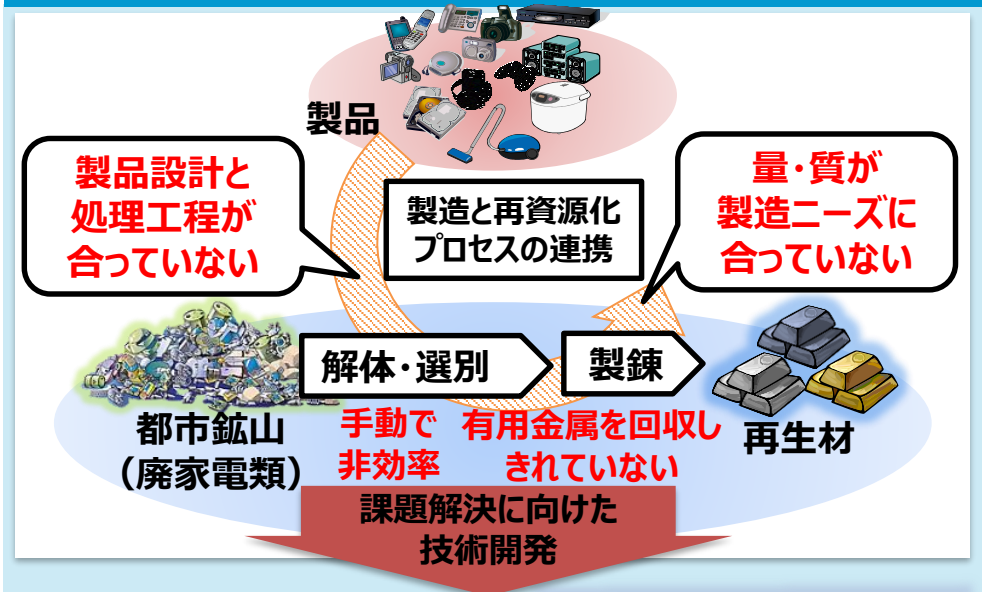 製品
製品設計と
処理工程が
合っていない
製造と再資源化
プロセスの連携
量・質が
製造ニーズに
合っていない
解体・選別
製錬
都市鉱山
(廃家電類)
手動で
非効率
有用金属を回収し
きれていない
再生材
課題解決に向けた
技術開発